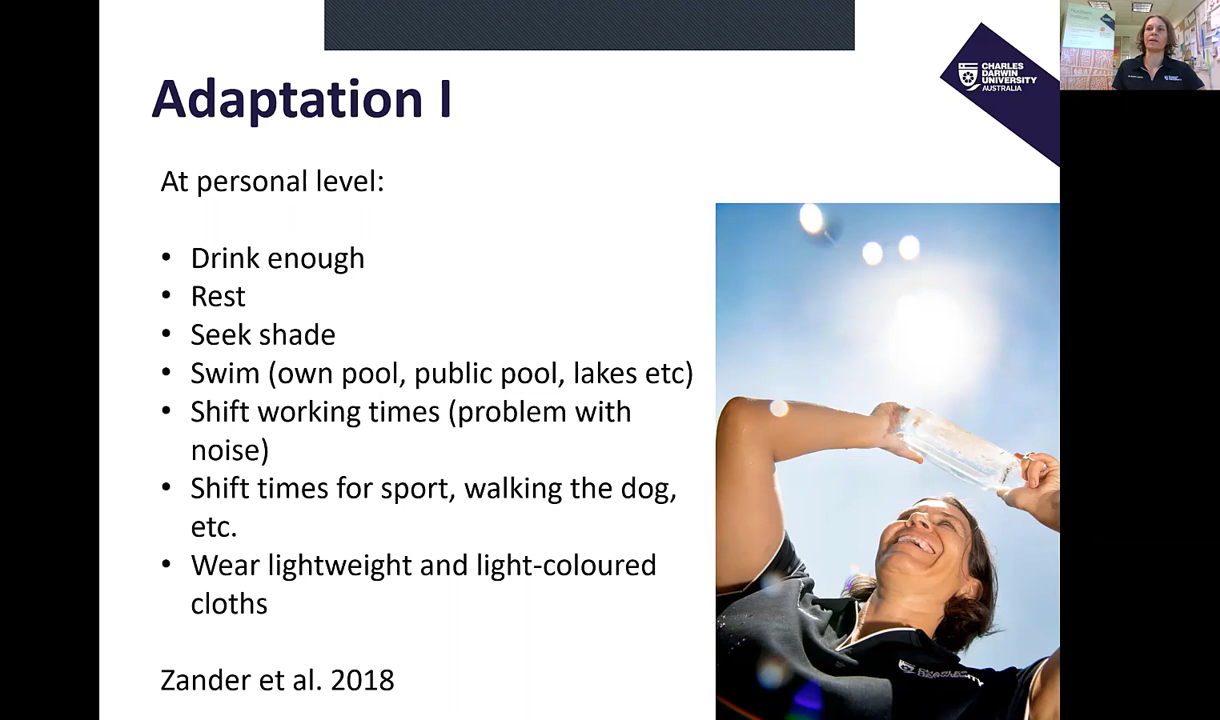 Adaptation I
CHARLES
DARWIN
UNIVERSITY
AUSTRALIA
At personal level:
• Drink enough
• Rest
• Seek shade
• Swim (own pool, public pool, lakes etc)
• Shift working times (problem with
noise)
• Shift times for sport, walking the dog,
etc.
• Wear lightweight and light-coloured
cloths
Zander et al. 2018